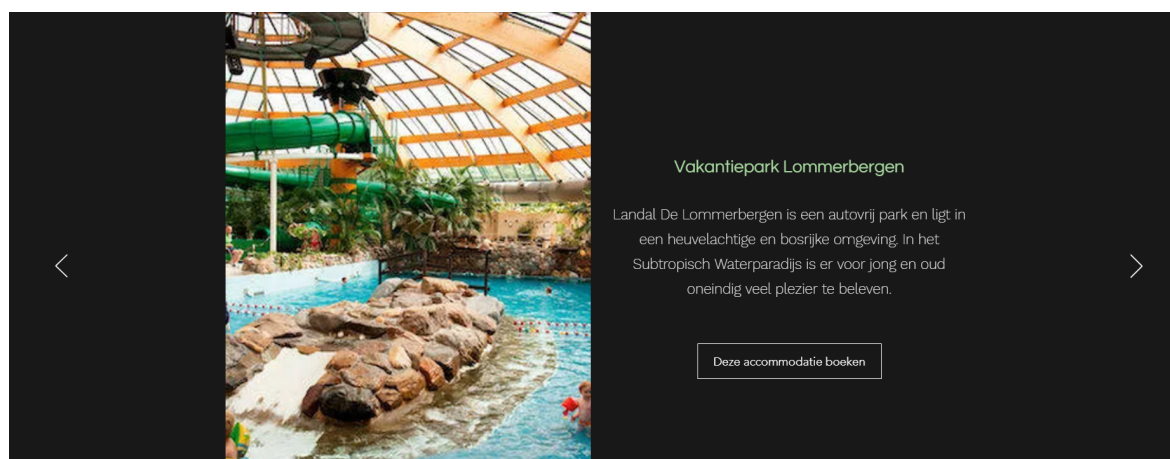 Vakantiepark Lommerbergen
Landal De Lommerbergen is een autovrij park en ligt in
een heuvelachtige en bosrijke omgeving. In het
Subtropisch Waterparadijs is er voor jong en oud
oneindig veel plezier te beleven.
Deze accommodatie boeken